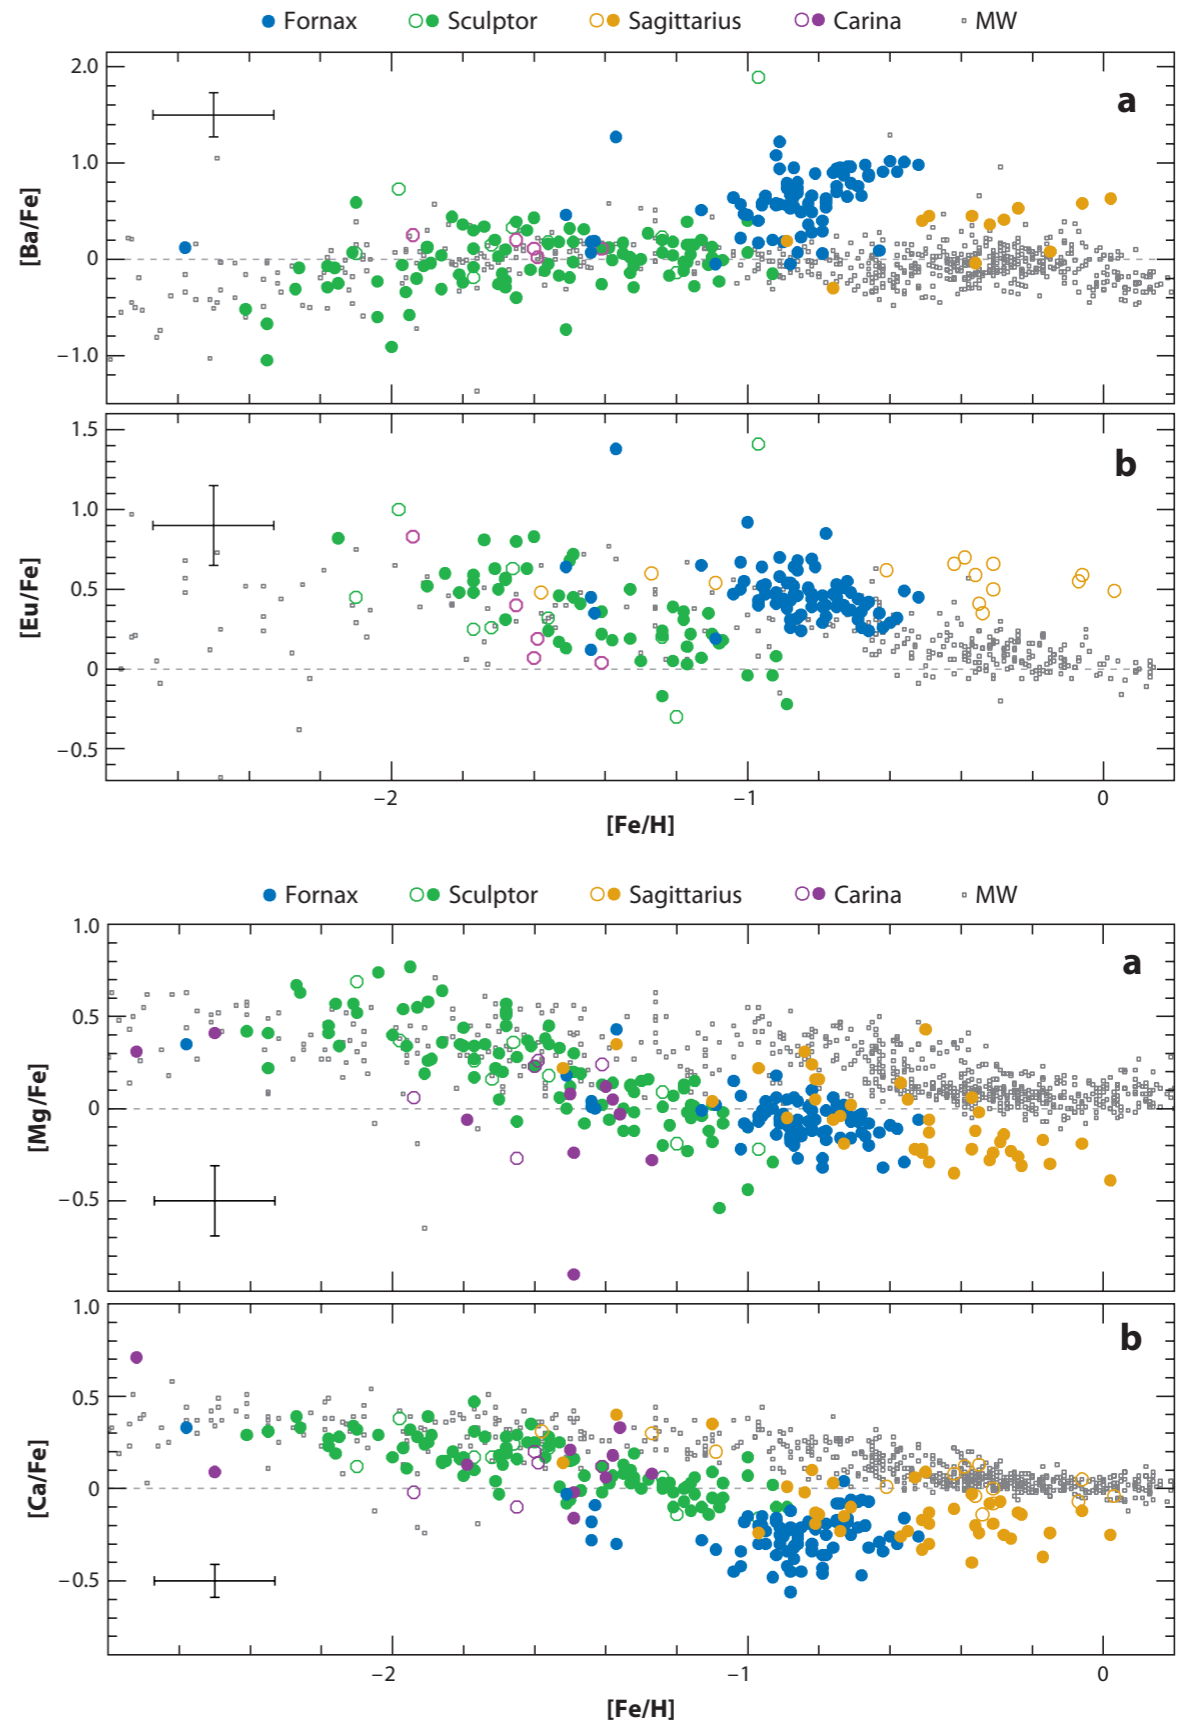 Fornax Sculptor Sagittarius Carina MW
2.0
a
1.0
[Ba/Fe]
0
−1.0
1.5
b
1.0
[Eu/Fe]
0.5
0
−0.5
−2 −1 0
[Fe/H]
Fornax Sculptor Sagittarius Carina MW
1.0
a
0.5
[Mg/Fe]
0
−0.5
1.0
b
0.5
[Ca/Fe]
0
−0.5
−2 −1 0
[Fe/H]